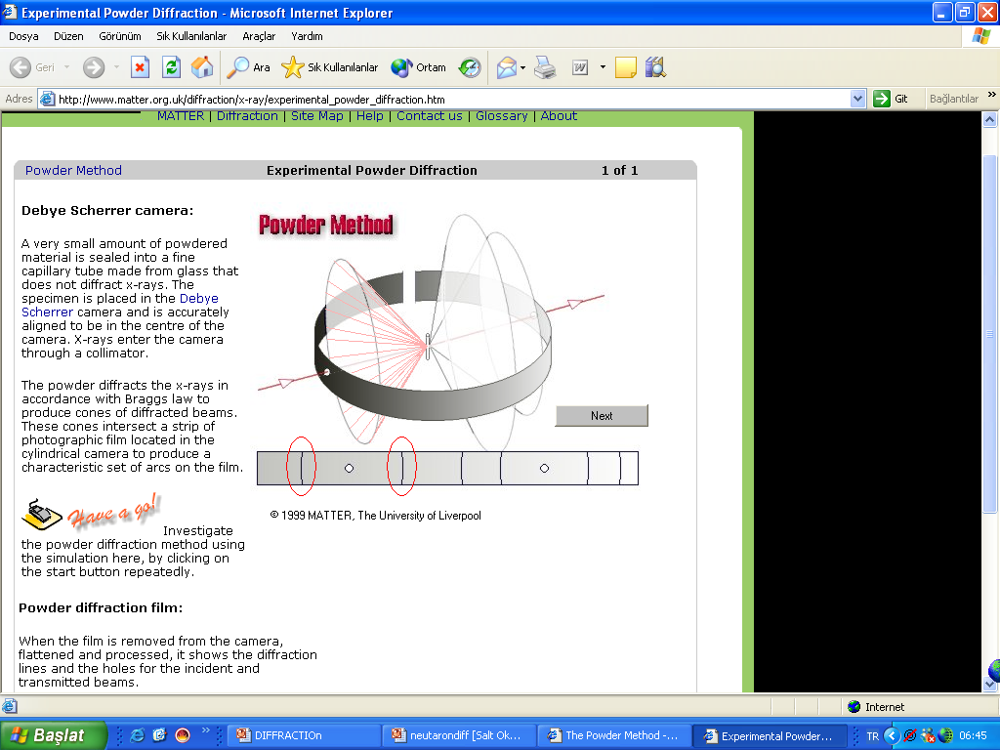 Experimental Powder Diffraction - Microsoft Internet Explorer
Dosya Düzen Görünüm Sık Kullanılanlar Araçlar Yardım
Geri Ara Sık Kullanılanlar Ortam
Adres http://www.matter.org.uk/diffraction/x-ray/experimental_powder_diffraction.htm Git Bağlantılar »
MATTER | Diffraction | Site Map | Help | Contact us | Glossary | About
Powder Method Experimental Powder Diffraction 1 of 1
Debye Scherrer camera:
A very small amount of powdered
material is sealed into a fine
capillary tube made from glass that
does not diffract x-rays. The
specimen is placed in the Debye
Scherrer camera and is accurately
aligned to be in the centre of the
camera. X-rays enter the camera
through a collimator.
The powder diffracts the x-rays in
accordance with Braggs law to
produce cones of diffracted beams.
These cones intersect a strip of
photographic film located in the
cylindrical camera to produce a
characteristic set of arcs on the film.
Have a go! Investigate
the powder diffraction method using
the simulation here, by clicking on
the start button repeatedly.
Powder Method
Next
© 1999 MATTER, The University of Liverpool
Powder diffraction film:
When the film is removed from the camera,
flattened and processed, it shows the diffraction
lines and the holes for the incident and
transmitted beams.
Internet
Başlat » DIFFRACTIOn neutarondiff [Salt Ok... The Powder Method -... Experimental Powder... TR 06:45